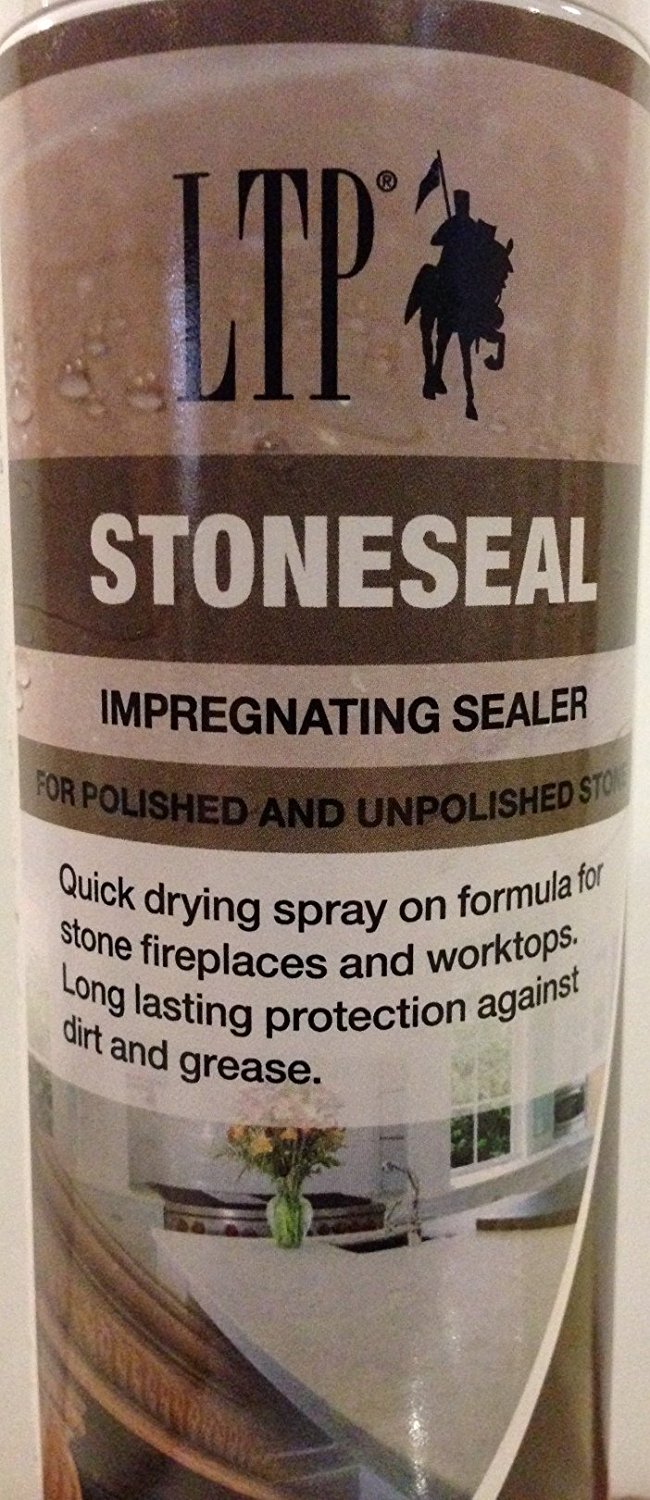 LTP®
STONESEAL
IMPREGNATING SEALER
FOR POLISHED AND UNPOLISHED STONE
Quick drying spray on formula for
stone fireplaces and worktops.
Long lasting protection against
dirt and grease.